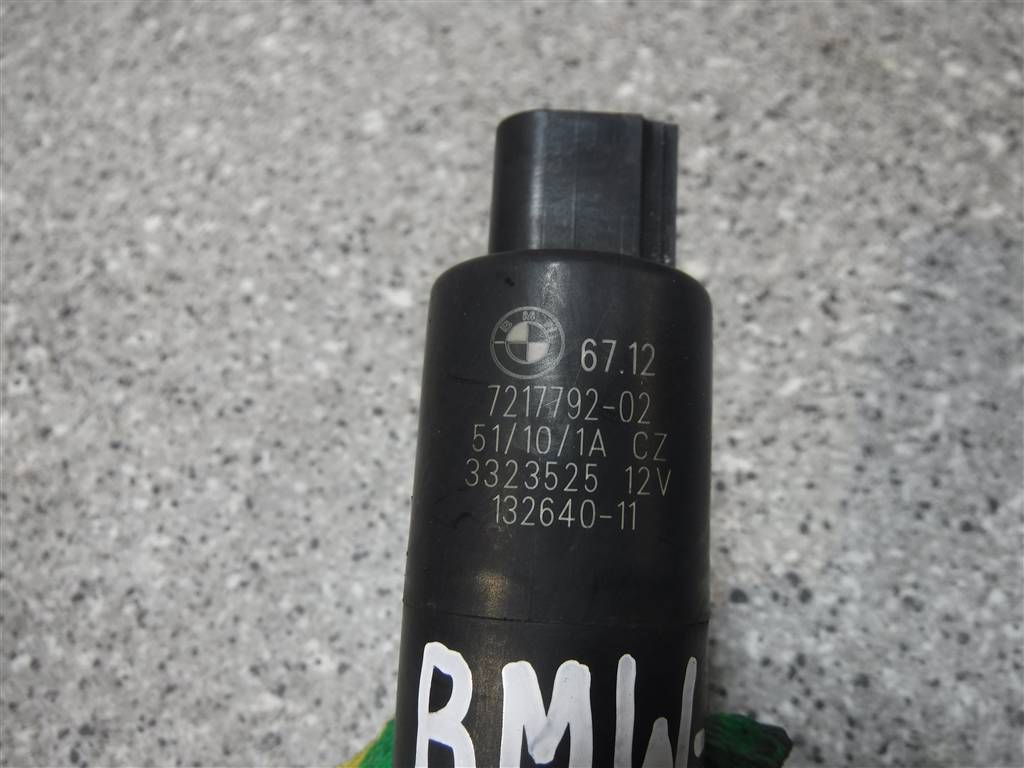 BMW 67.12
7217792-02
51/10/1A CZ
3323525 12V
132640-11
BMW.